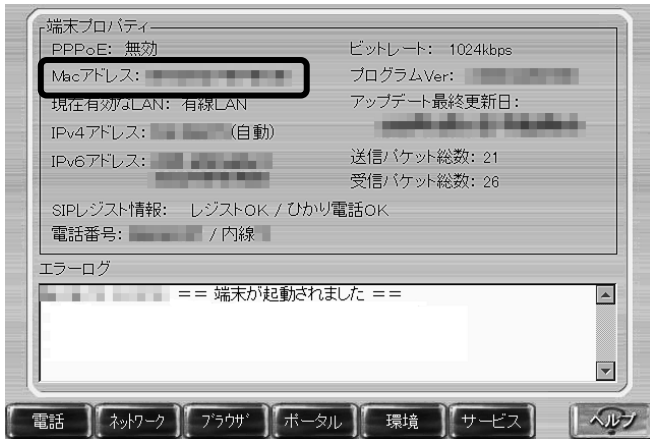 端末プロパティ
PPPoE: 無効
Macアドレス:
現在有効なLAN: 有線LAN
IPv4アドレス: (自動)
IPv6アドレス:
ビットレート: 1024kbps
プログラムVer:
アップデート最終更新日:
送信パケット総数: 21
受信パケット総数: 26
SIPレジスト情報: レジストOK / ひかり電話OK
電話番号: / 内線
エラーログ
== 端末が起動されました ==
電話 ネットワーク ブラウザ ポータル 環境 サービス ヘルプ